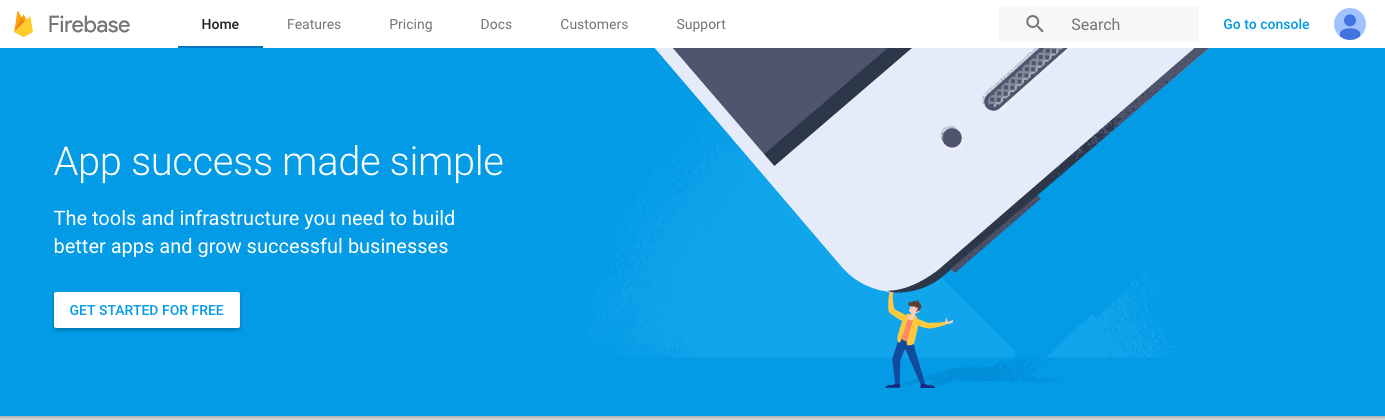 Firebase
Home
Features
Pricing
Docs
Customers
Support
Search
Go to console
App success made simple
The tools and infrastructure you need to build
better apps and grow successful businesses
GET STARTED FOR FREE